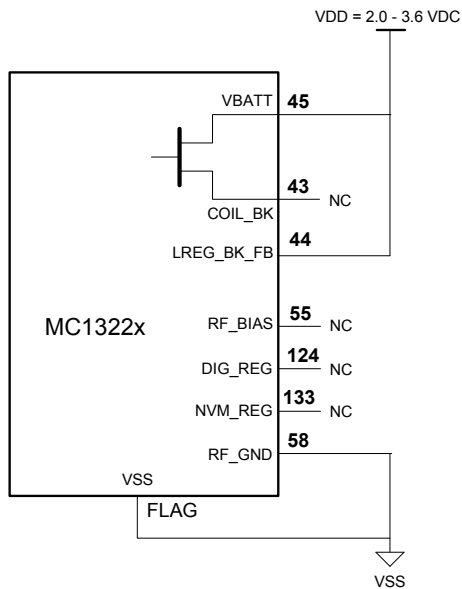 VDD = 2.0 - 3.6 VDC
VBATT 45
43 NC
COIL_BK
44
LREG_BK_FB
MC1322x
RF_BIAS 55 NC
DIG_REG 124 NC
NVM_REG 133 NC
RF_GND 58
VSS
FLAG
VSS